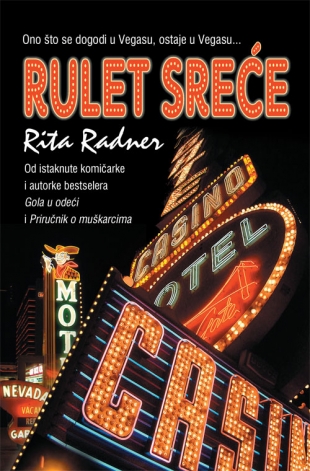 Ono što se dogodi u Vegasu, ostaje u Vegasu...
RULET SREĆE
Rita Radner
Od istaknute komičarke
i autorke bestselera
Gola u odeći
i Priručnik o muškarcima
CASINO
OTEL
MOT
NEVADA
VACA
CASIN